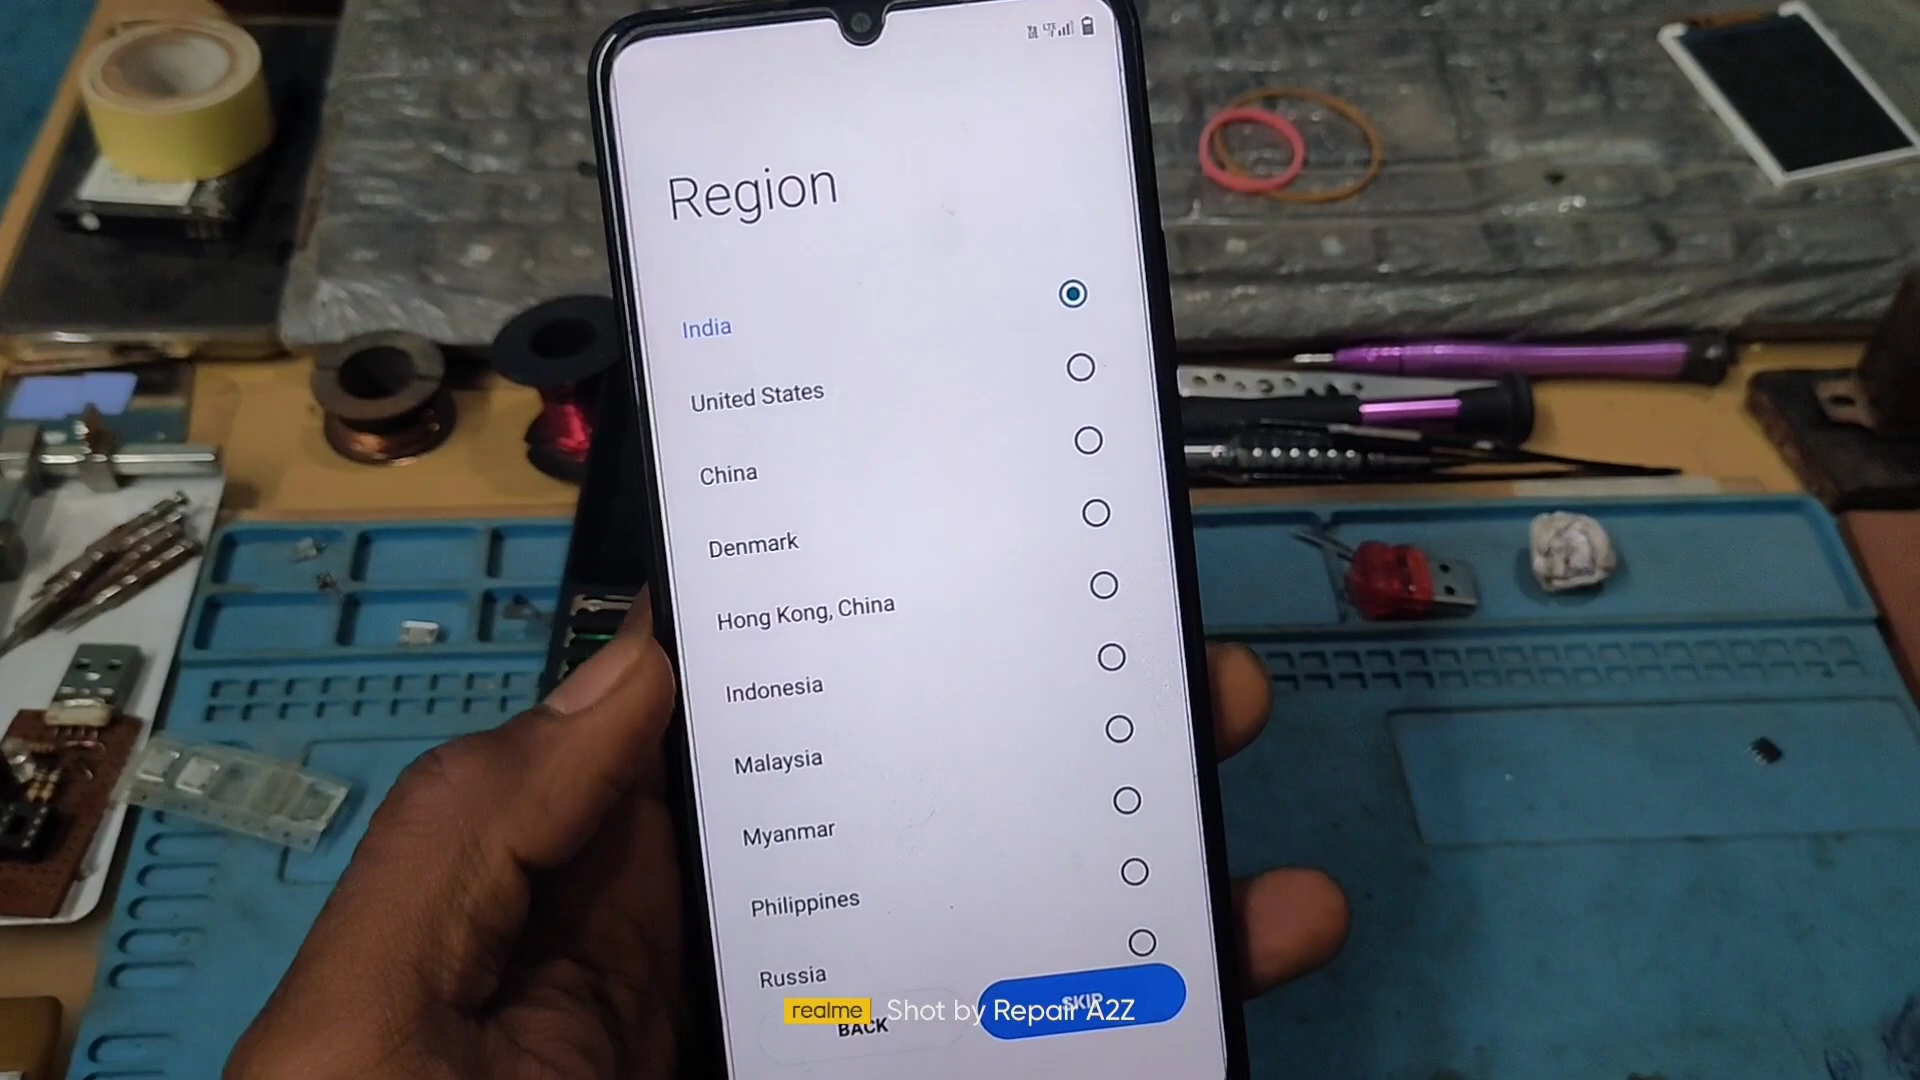 Region
India
United States
China
Denmark
Hong Kong, China
Indonesia
Malaysia
Myanmar
Philippines
Russia
BACK
SKIP
realme Shot by Repair A2Z